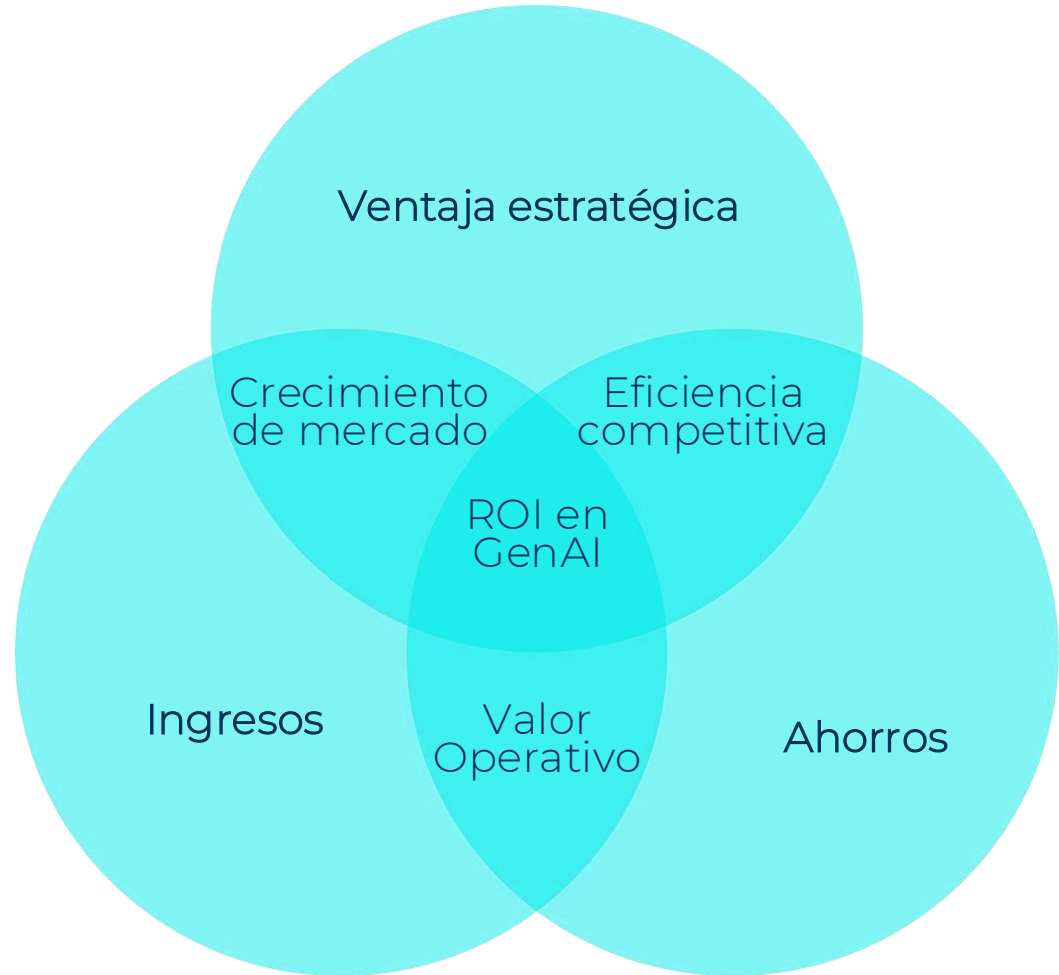 Ventaja estratégica
Crecimiento
de mercado
Eficiencia
competitiva
ROI en
GenAI
Ingresos
Valor
Operativo
Ahorros